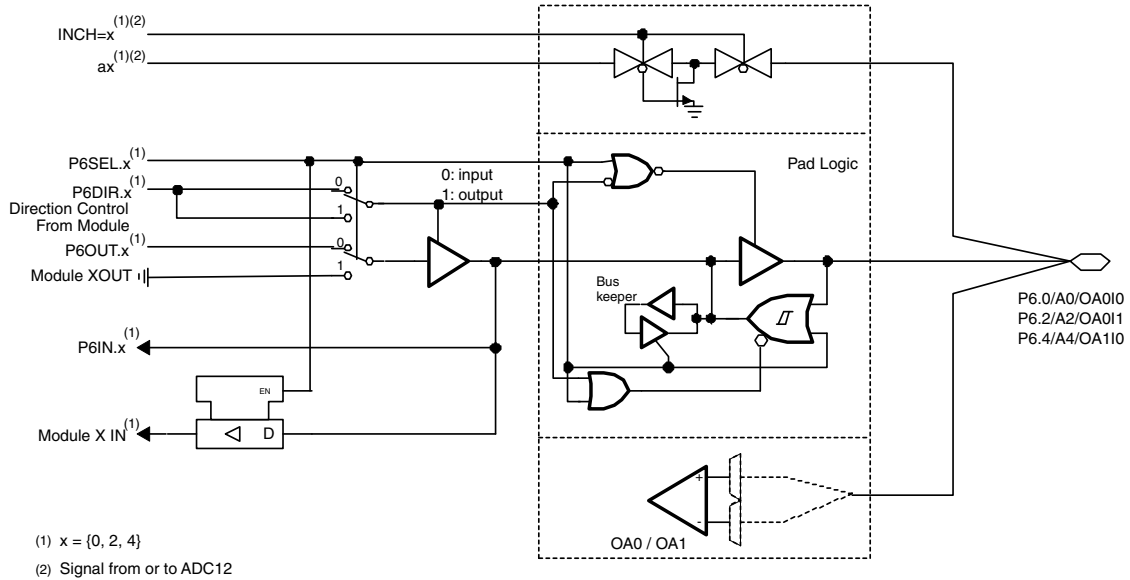 INCH=x(1)(2)
ax(1)(2)
P6SEL.x(1)
Pad Logic
0: input
1: output
P6DIR.x(1)
0
Direction Control
From Module
1
P6OUT.x(1)
0
Module XOUT
1
Bus
keeper
P6.0/A0/OA0I0
P6.2/A2/OA0I1
P6.4/A4/OA1I0
P6IN.x(1)
EN
Module X IN(1)
D
+
-
OA0 / OA1
(1) x = {0, 2, 4}
(2) Signal from or to ADC12